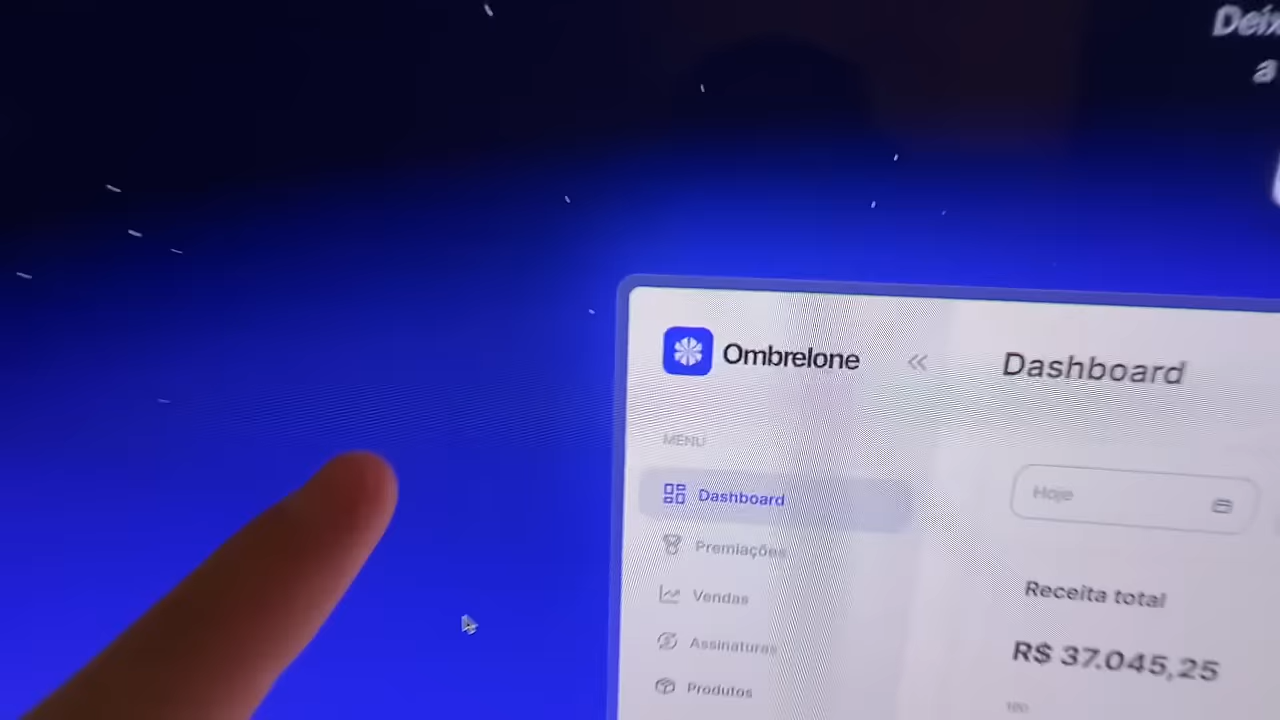 a
Ombrelone
Dashboard
MENU
Dashboard
Hoje
Premiações
Vendas
Receita total
Assinaturas
R$ 37.045,25
Produtos